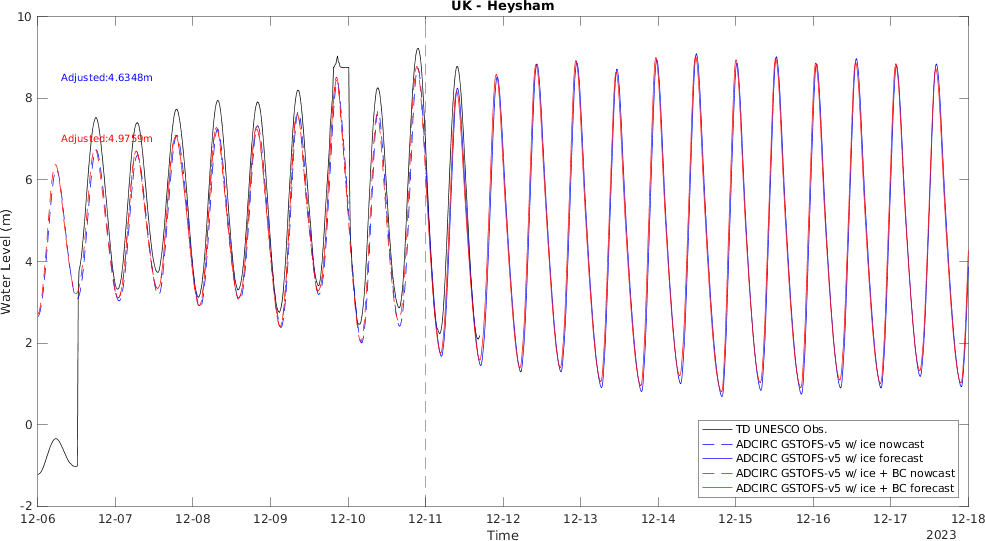 UK - Heysham
10
8
6
4
2
0
-2
Water Level (m)
Adjusted:4.6348m
Adjusted:4.9759m
TD UNESCO Obs.
ADCIRC GSTOFS-v5 w/ ice nowcast
ADCIRC GSTOFS-v5 w/ ice forecast
ADCIRC GSTOFS-v5 w/ ice + BC nowcast
ADCIRC GSTOFS-v5 w/ ice + BC forecast
12-06 12-07 12-08 12-09 12-10 12-11 12-12 12-13 12-14 12-15 12-16 12-17 12-18
Time
2023